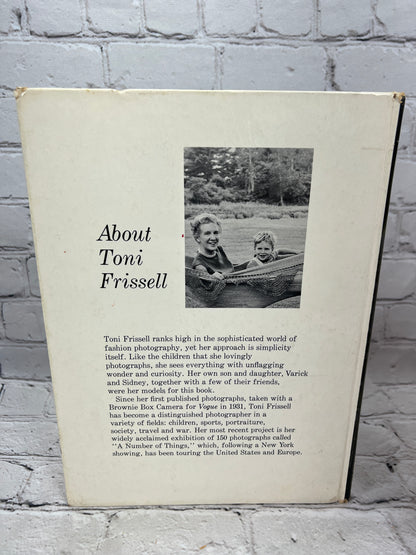 About
Toni
Frissell
Toni Frissell ranks high in the sophisticated world of
fashion photography, yet her approach is simplicity
itself. Like the children that she lovingly
photographs, she sees everything with unflagging
wonder and curiosity. Her own son and daughter, Varick
and Sidney, together with a few of their friends,
were her models for this book.
Since her first published photographs, taken with a
Brownie Box Camera for Vogue in 1931, Toni Frissell
has become a distinguished photographer in a
variety of fields: children, sports, portraiture,
society, travel and war. Her most recent project is her
widely acclaimed exhibition of 150 photographs called
"A Number of Things," which, following a New York
showing, has been touring the United States and Europe.